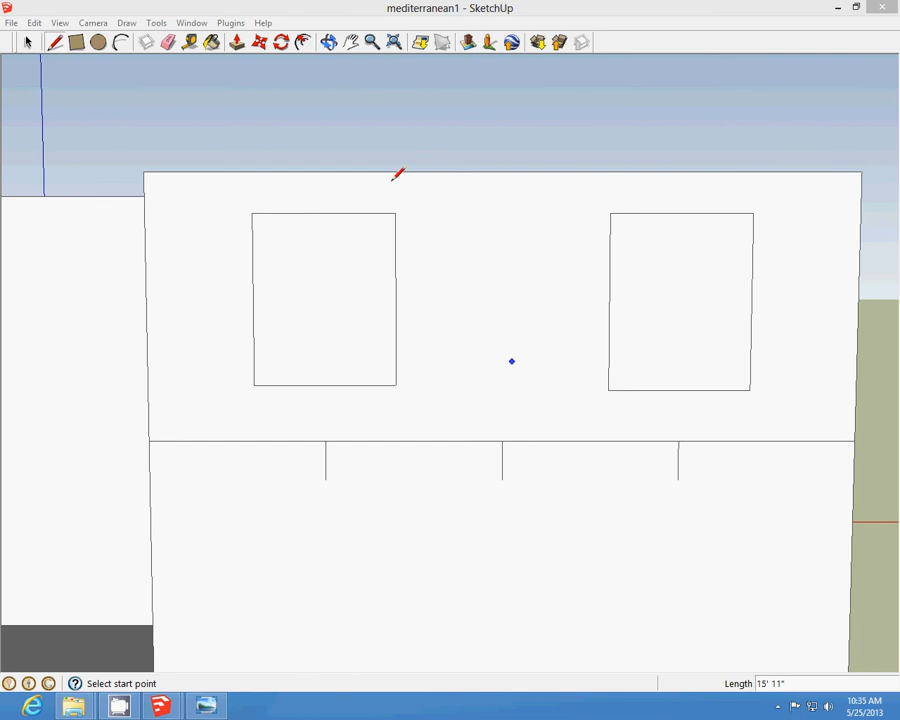 mediterranean1 - SketchUp
File Edit View Camera Draw Tools Window Plugins Help
Select start point
Length 15' 11"
10:35 AM
5/25/2013